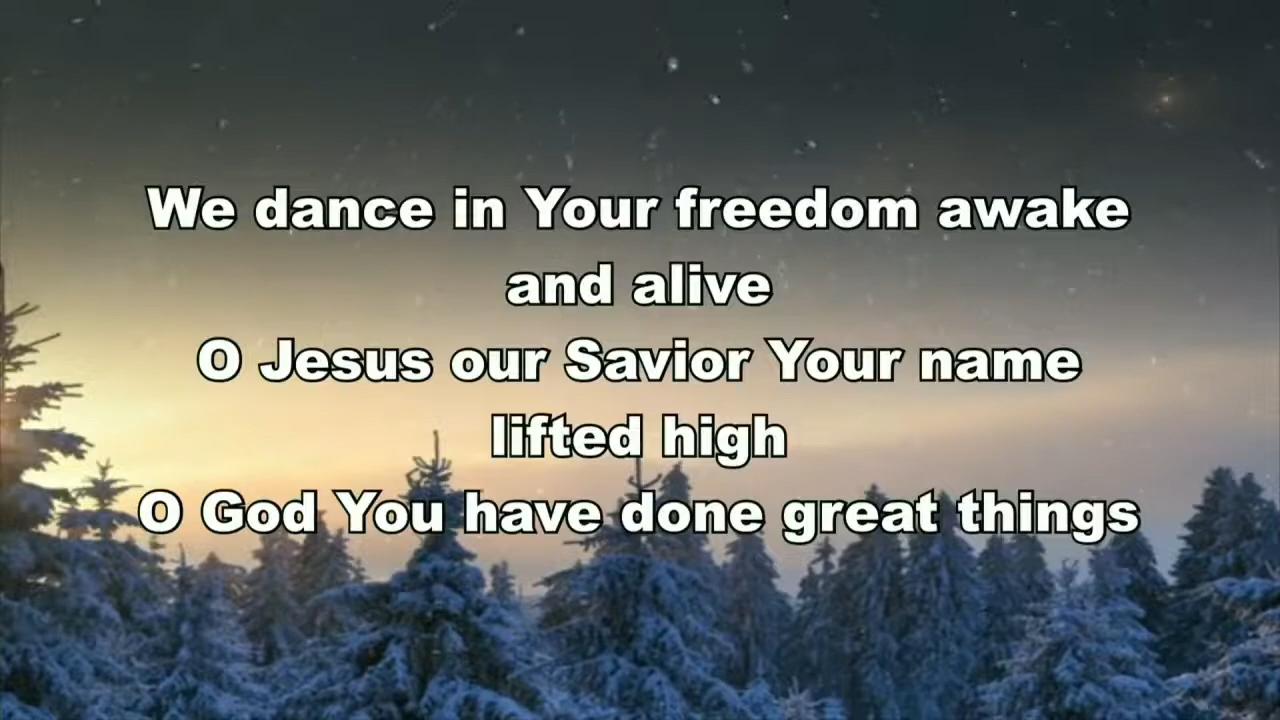 We dance in Your freedom awake
and alive
O Jesus our Savior Your name
lifted high
O God You have done great things